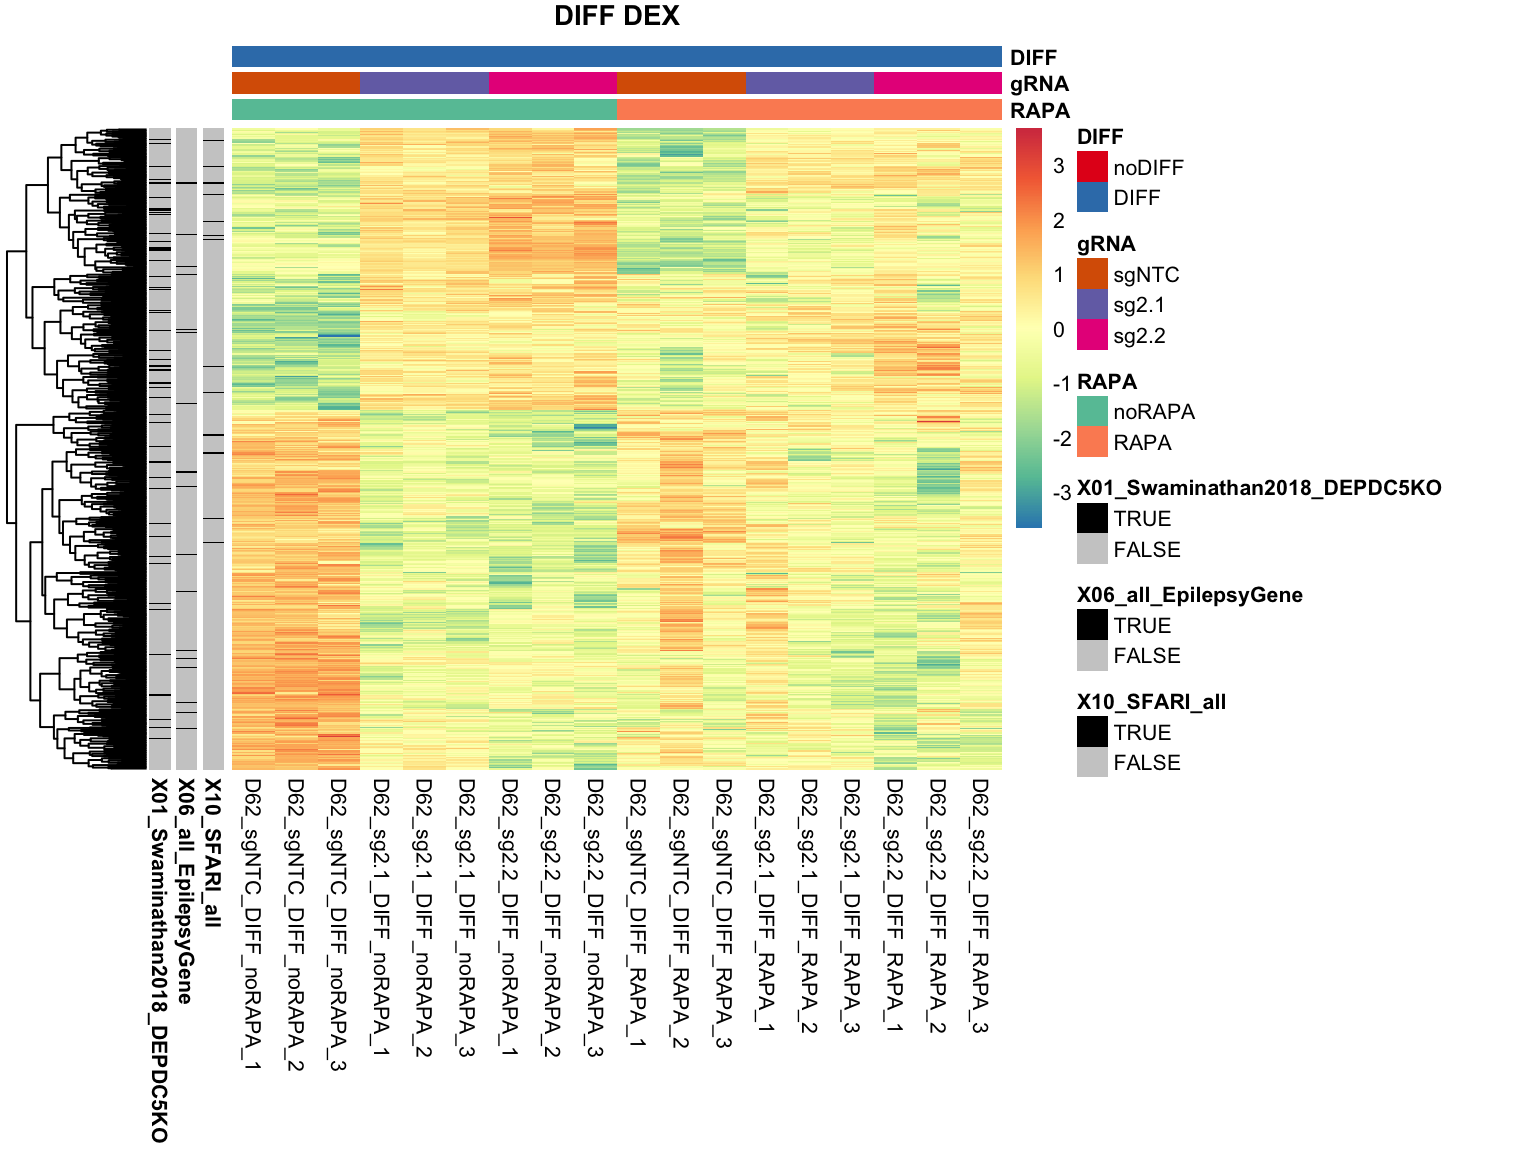 DIFF DEX
DIFF
gRNA
RAPA
3
2
1
0
-1
-2
-3
DIFF
noDIFF
DIFF
gRNA
sgNTC
sg2.1
sg2.2
RAPA
noRAPA
RAPA
X01_Swaminathan2018_DEPDC5KO
TRUE
FALSE
X06_all_EpilepsyGene
TRUE
FALSE
X10_SFARI_all
TRUE
FALSE
X01_Swaminathan2018_DEPDC5KO
X06_all_EpilepsyGene
X10_SFARI_all
D62_sgNTC_DIFF_noRAPA_1
D62_sgNTC_DIFF_noRAPA_2
D62_sgNTC_DIFF_noRAPA_3
D62_sg2.1_DIFF_noRAPA_1
D62_sg2.1_DIFF_noRAPA_2
D62_sg2.1_DIFF_noRAPA_3
D62_sg2.2_DIFF_noRAPA_1
D62_sg2.2_DIFF_noRAPA_2
D62_sg2.2_DIFF_noRAPA_3
D62_sgNTC_DIFF_RAPA_1
D62_sgNTC_DIFF_RAPA_2
D62_sgNTC_DIFF_RAPA_3
D62_sg2.1_DIFF_RAPA_1
D62_sg2.1_DIFF_RAPA_2
D62_sg2.1_DIFF_RAPA_3
D62_sg2.2_DIFF_RAPA_1
D62_sg2.2_DIFF_RAPA_2
D62_sg2.2_DIFF_RAPA_3